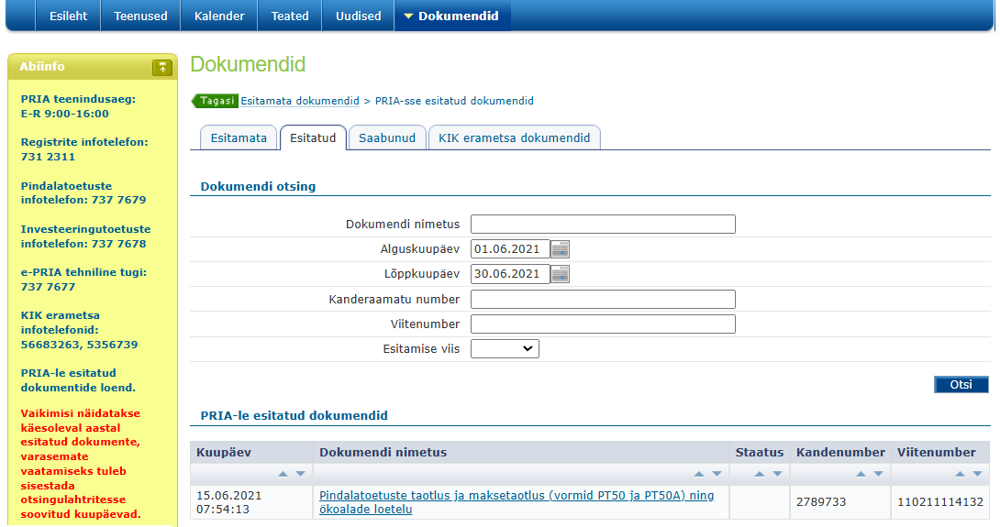 Esileht Teenused Kalender Teated Uudised Dokumendid
Abiinfo
PRIA teenindusaeg:
E-R 9:00-16:00
Registrite infotelefon:
731 2311
Pindalatoetuste
infotelefon: 737 7679
Investeeringutoetuste
infotelefon: 737 7678
e-PRIA tehniline tugi:
737 7677
KIK erametsa
infotelefonid:
56683263, 5356739
PRIA-le esitatud
dokumentide loend.
Vaikimisi näidatakse
käesoleval aastal
esitatud dokumente,
varasemate
vaatamiseks tuleb
sisestada
otsingulahtritesse
soovitud kuupäevad.
Dokumendid
Tagasi Esitamata dokumendid > PRIA-sse esitatud dokumendid
Esitamata Esitatud Saabunud KIK erametsa dokumendid
Dokumendi otsing
Dokumendi nimetus
Alguskuupäev 01.06.2021
Lõppkuupäev 30.06.2021
Kanderaamatu number
Viitenumber
Esitamise viis
Otsi
PRIA-le esitatud dokumendid
Kuupäev Dokumendi nimetus Staatus Kandenumber Viitenumber
15.06.2021
07:54:13
Pindalatoetuste taotlus ja maksetaotlus (vormid PT50 ja PT50A) ning
ökoalade loetelu
2789733 110211114132